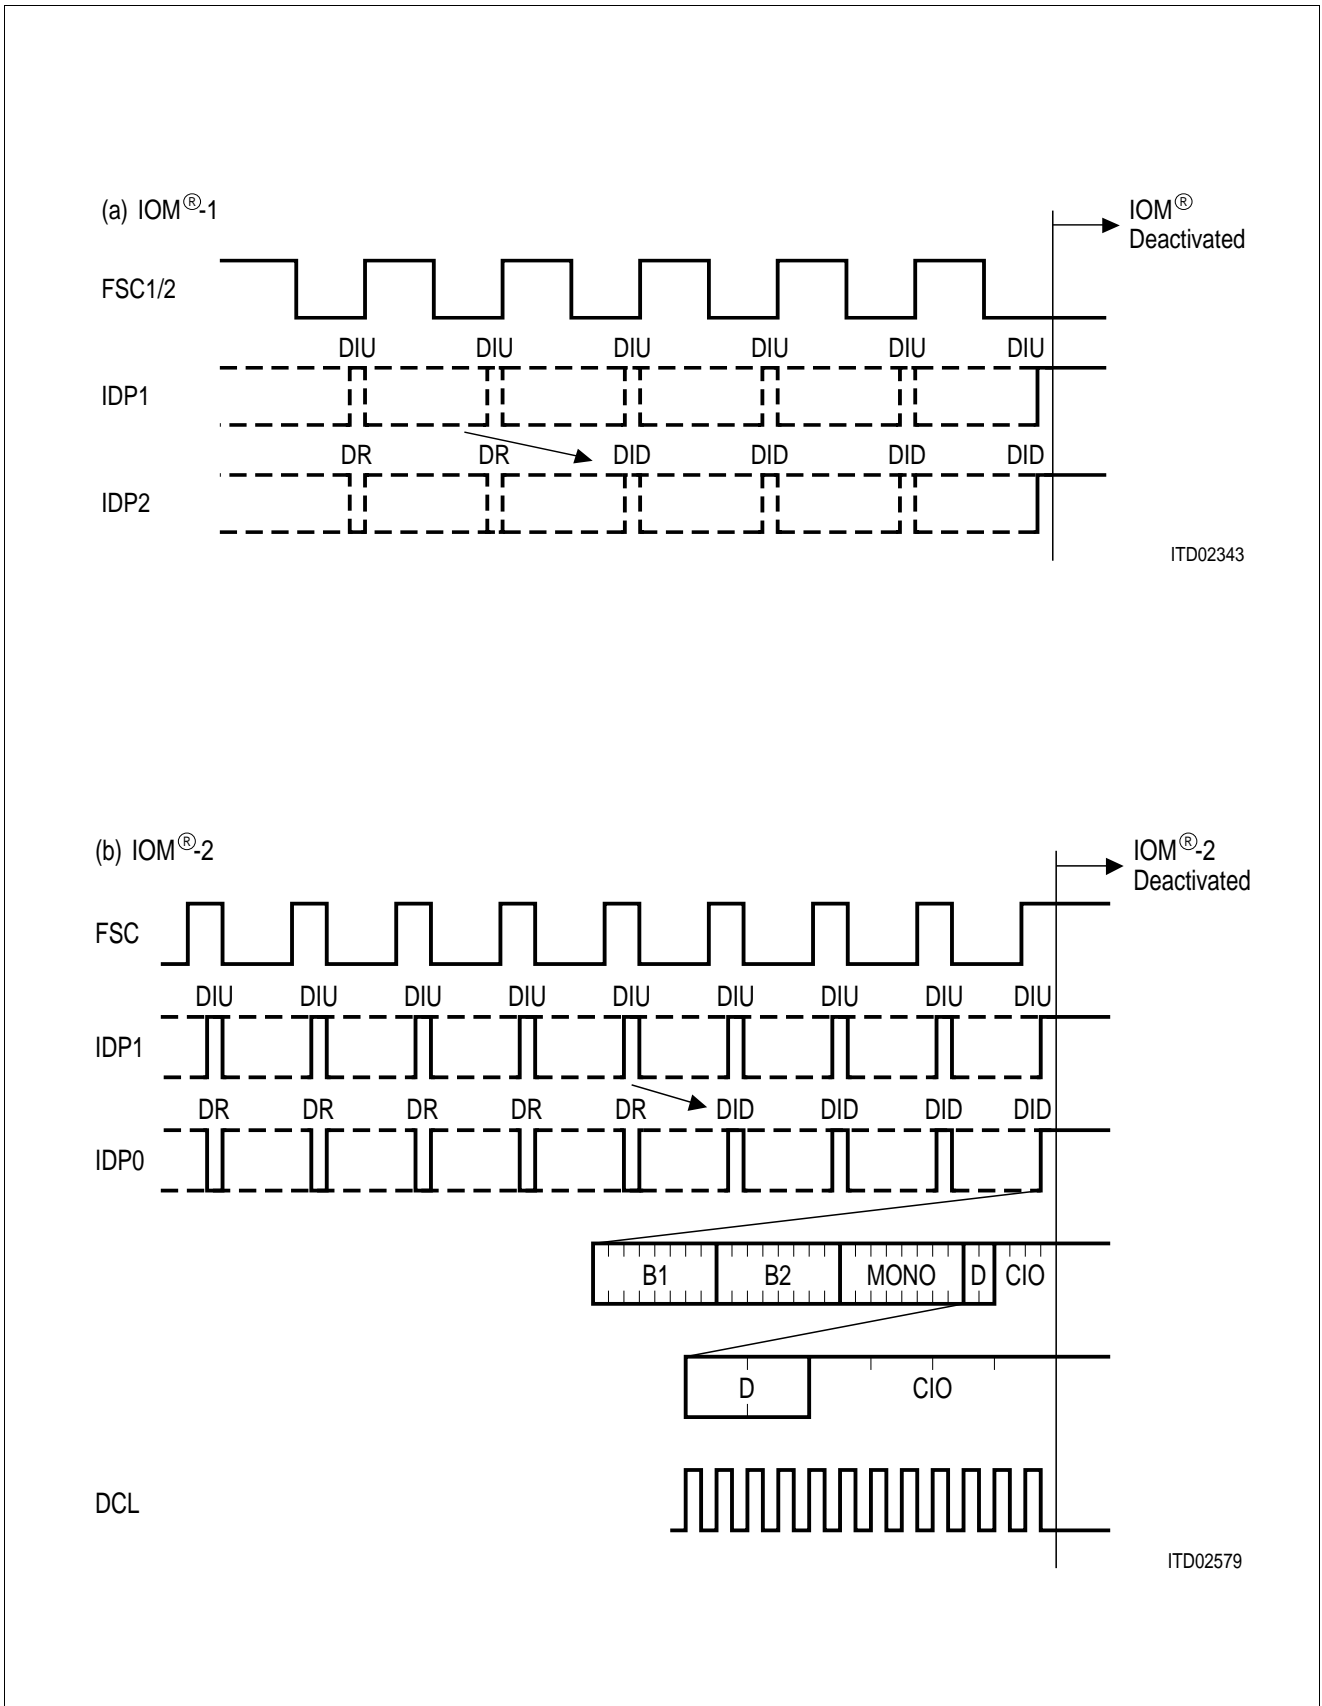 (a) IOM®-1
IOM®
Deactivated
FSC1/2
DIU DIU DIU DIU DIU DIU
IDP1
DR DR DID DID DID DID
IDP2
ITD02343
(b) IOM®-2
IOM®-2
Deactivated
FSC
DIU DIU DIU DIU DIU DIU DIU DIU DIU
IDP1
DR DR DR DR DR DID DID DID DID
IDP0
B1 B2 MONO D CIO
D CIO
DCL
ITD02579